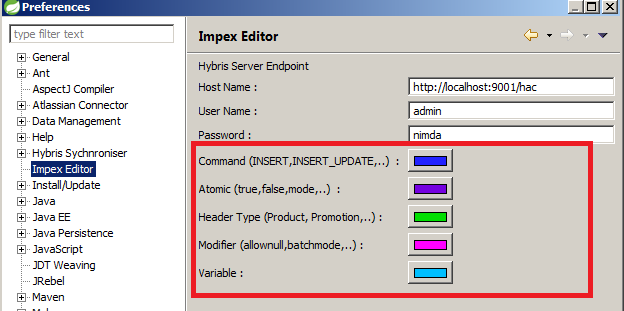 Preferences
type filter text
General
Ant
AspectJ Compiler
Atlassian Connector
Data Management
Help
Hybris Sychnroniser
Impex Editor
Install/Update
Java
Java EE
Java Persistence
JavaScript
JDT Weaving
JRebel
Maven
Impex Editor
Hybris Server Endpoint
Host Name : http://localhost:9001/hac
User Name : admin
Password : nimda
Command (INSERT,INSERT_UPDATE,..) :
Atomic (true,false,mode,..) :
Header Type (Product, Promotion,..) :
Modifier (allownull,batchmode,..) :
Variable :